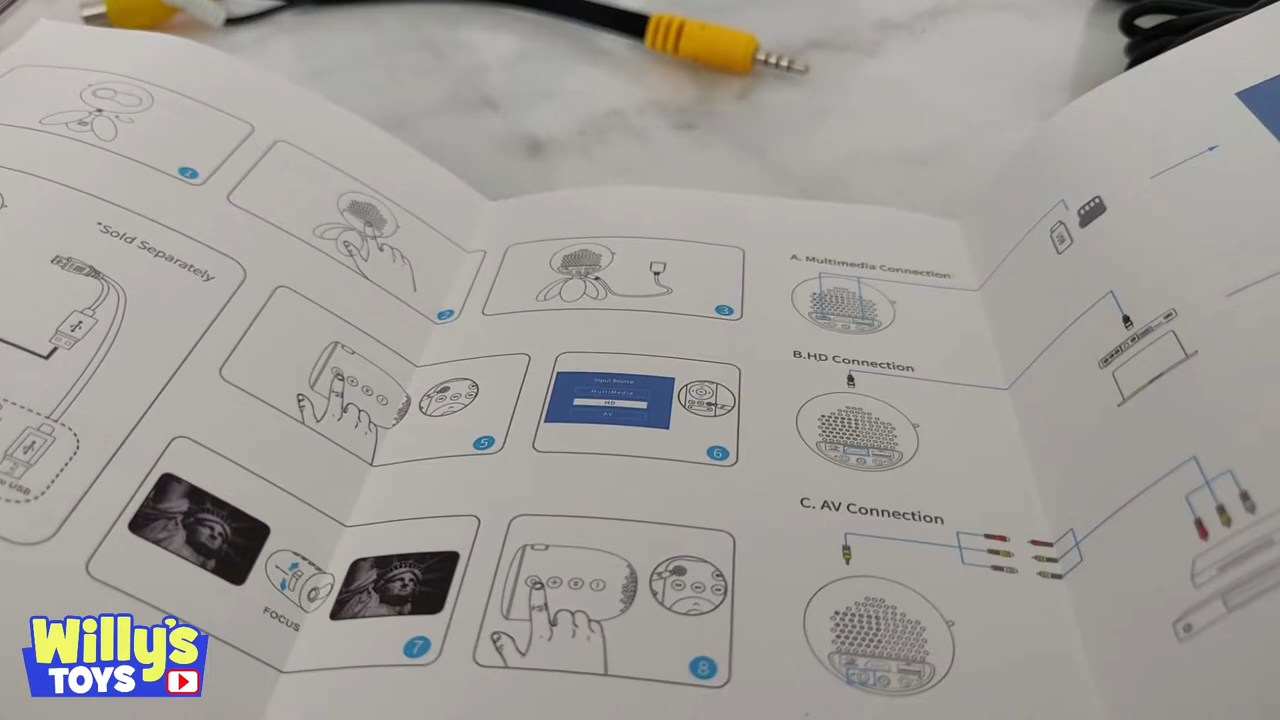 1
*Sold Separately
2
3
A. Multimedia Connection
USB
B.HD Connection
5
Input Source
MultiMedia
HD
AV
6
USB
C. AV Connection
FOCUS
7
8
Willy's
TOYS